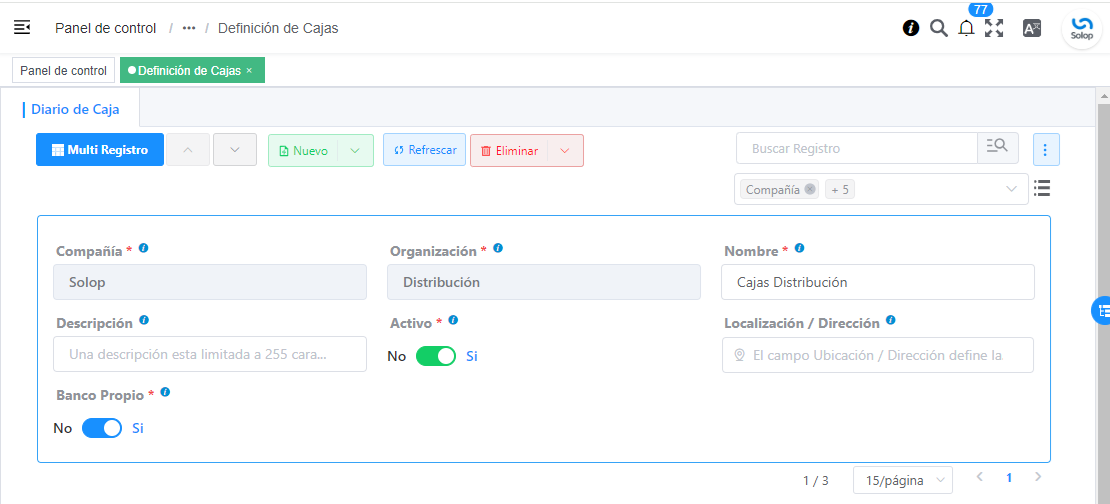 77
Panel de control / ··· / Definición de Cajas
Solop
Panel de control
Definición de Cajas ×
Diario de Caja
Multi Registro
Nuevo
Refrescar
Eliminar
Buscar Registro
Compañía
+ 5
Compañía *
Organización *
Nombre *
Solop
Distribución
Cajas Distribución
Descripción
Activo *
Localización / Dirección
Una descripción esta limitada a 255 cara...
No
Si
El campo Ubicación / Dirección define la
Banco Propio *
No
Si
1 / 3
15/página
1